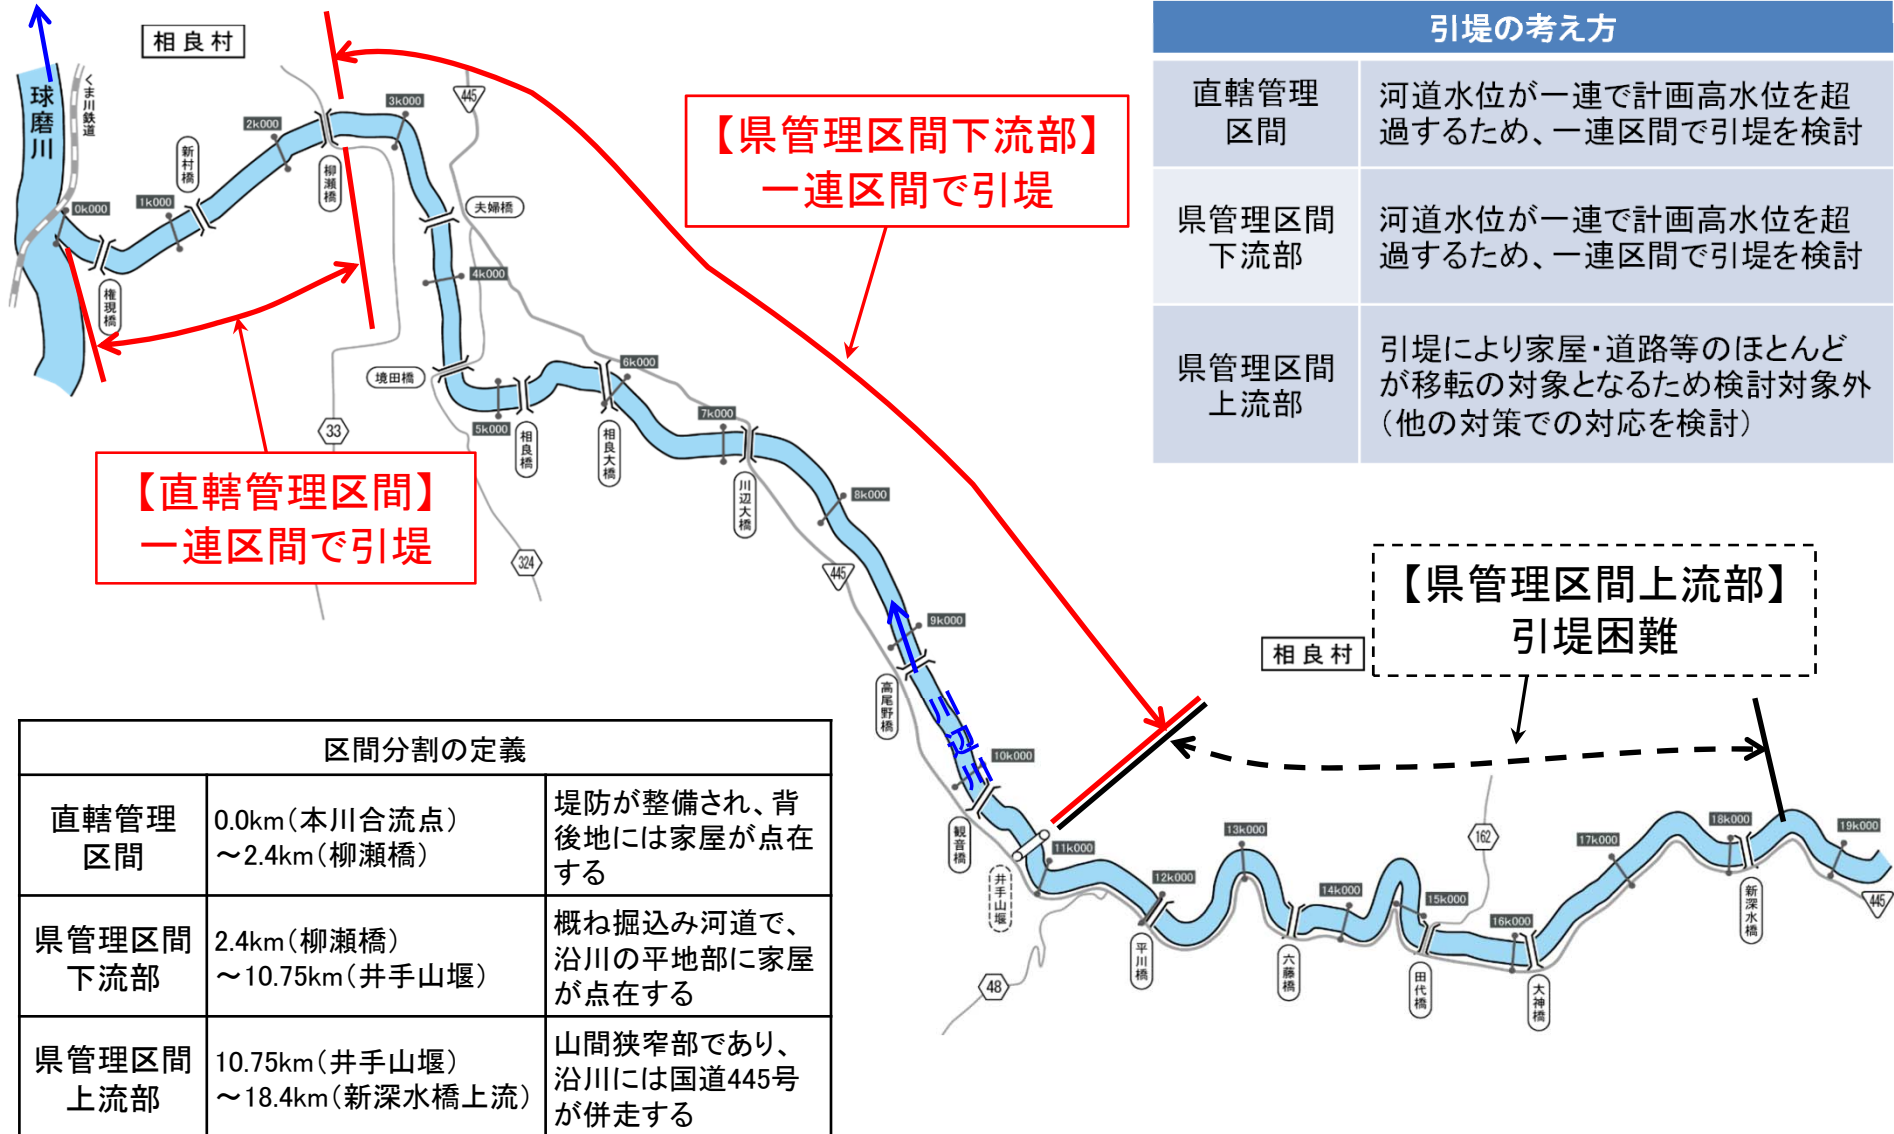 相良村
球磨川
くま川鉄道
0k000
権現橋
1k000
新村橋
2k000
柳瀬橋
3k000
445
夫婦橋
4k000
境田橋
33
324
5k000
相良橋
6k000
相良大橋
7k000
川辺大橋
8k000
445
9k000
高尾野橋
川辺川
10k000
観音橋
井手山堰
11k000
48
12k000
平川橋
13k000
六藤橋
14k000
15k000
162
田代橋
16k000
大神橋
17k000
18k000
新深水橋
19k000
445
相良村
【直轄管理区間】
一連区間で引堤
【県管理区間下流部】
一連区間で引堤
【県管理区間上流部】
引堤困難
引堤の考え方
直轄管理
区間
河道水位が一連で計画高水位を超
過するため、一連区間で引堤を検討
県管理区間
下流部
河道水位が一連で計画高水位を超
過するため、一連区間で引堤を検討
県管理区間
上流部
引堤により家屋・道路等のほとんど
が移転の対象となるため検討対象外
(他の対策での対応を検討)
区間分割の定義
直轄管理
区間
0.0km(本川合流点)
～2.4km(柳瀬橋)
堤防が整備され、背
後地には家屋が点在
する
県管理区間
下流部
2.4km(柳瀬橋)
～10.75km(井手山堰)
概ね掘込み河道で、
沿川の平地部に家屋
が点在する
県管理区間
上流部
10.75km(井手山堰)
～18.4km(新深水橋上流)
山間狭窄部であり、
沿川には国道445号
が併走する